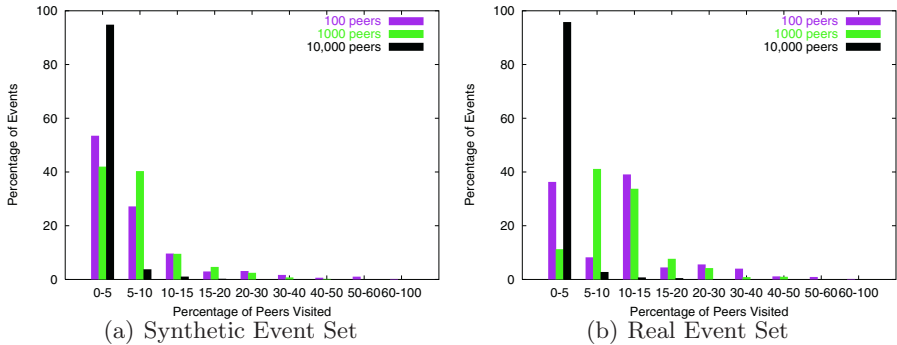 100
80
60
40
20
0
Percentage of Events
100 peers
1000 peers
10,000 peers
0-5 5-10 10-15 15-20 20-30 30-40 40-50 50-60 60-100
Percentage of Peers Visited
(a) Synthetic Event Set
100
80
60
40
20
0
Percentage of Events
100 peers
1000 peers
10,000 peers
0-5 5-10 10-15 15-20 20-30 30-40 40-50 50-60 60-100
Percentage of Peers Visited
(b) Real Event Set